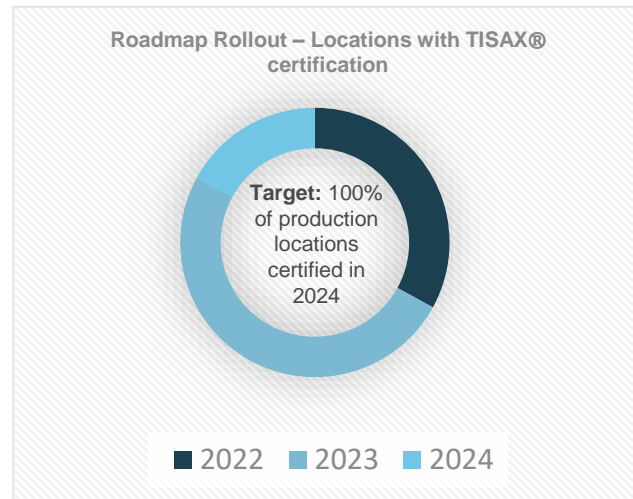 Roadmap Rollout – Locations with TISAX®
certification
Target: 100%
of production
locations
certified in
2024
2022 2023 2024